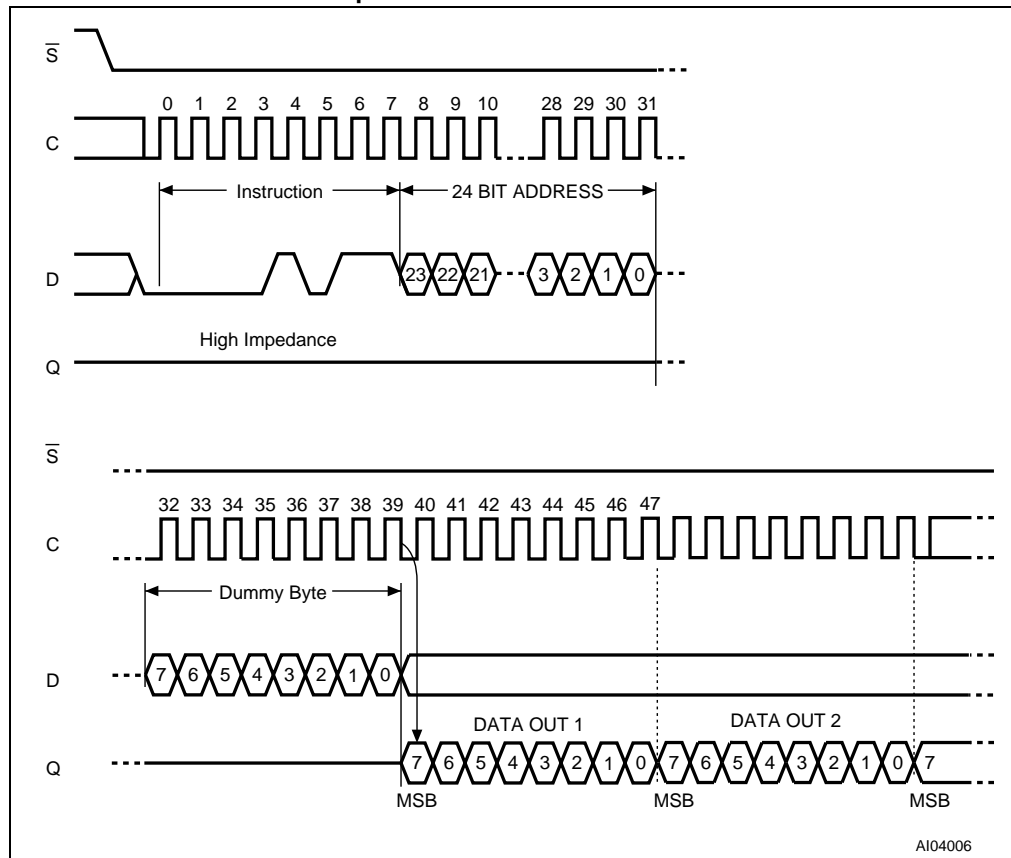 S
0 1 2 3 4 5 6 7 8 9 10 28 29 30 31
C
Instruction 24 BIT ADDRESS
D
23 22 21 3 2 1 0
High Impedance
Q
S
32 33 34 35 36 37 38 39 40 41 42 43 44 45 46 47
C
Dummy Byte
D
7 6 5 4 3 2 1 0
DATA OUT 1 DATA OUT 2
Q
7 6 5 4 3 2 1 0 7 6 5 4 3 2 1 0 7
MSB MSB MSB
AI04006